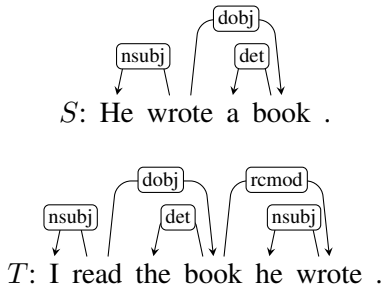 dobj
nsubj det
S: He wrote a book .
dobj rcmod
nsubj det nsubj
T: I read the book he wrote .